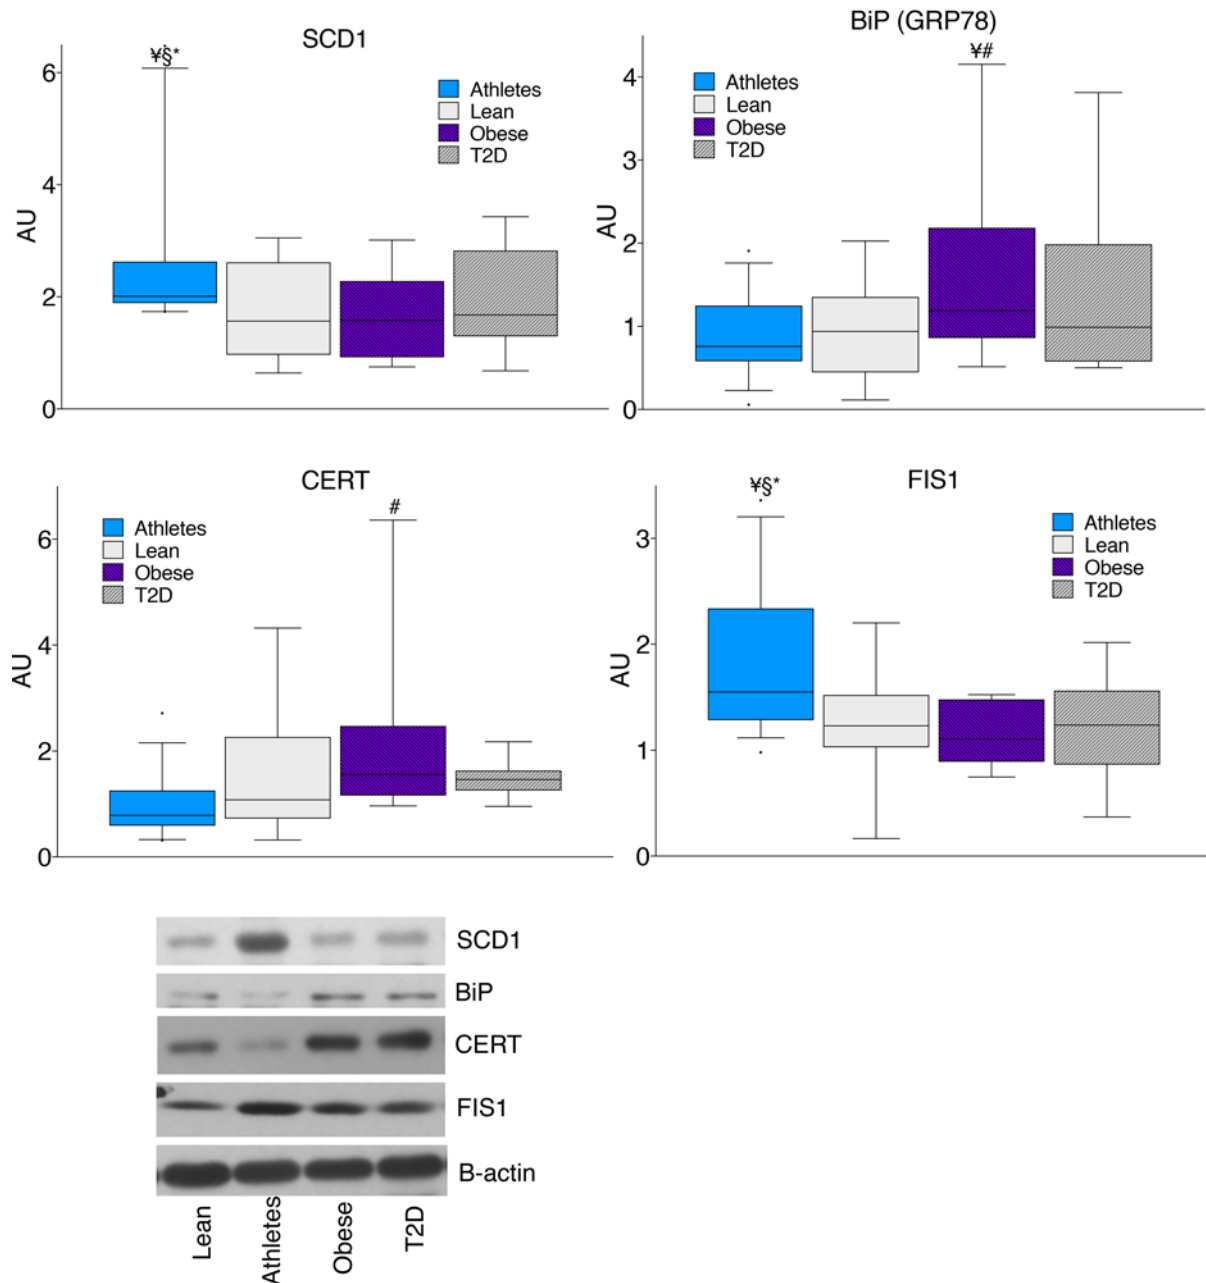 SCD1
¥§*
6
4
2
0
AU
Athletes
Lean
Obese
T2D
BiP (GRP78)
¥#
4
3
2
1
0
AU
Athletes
Lean
Obese
T2D
CERT
#
6
4
2
0
AU
Athletes
Lean
Obese
T2D
FIS1
¥§*
3
2
1
0
AU
Athletes
Lean
Obese
T2D
SCD1
BiP
CERT
FIS1
B-actin
Lean
Athletes
Obese
T2D